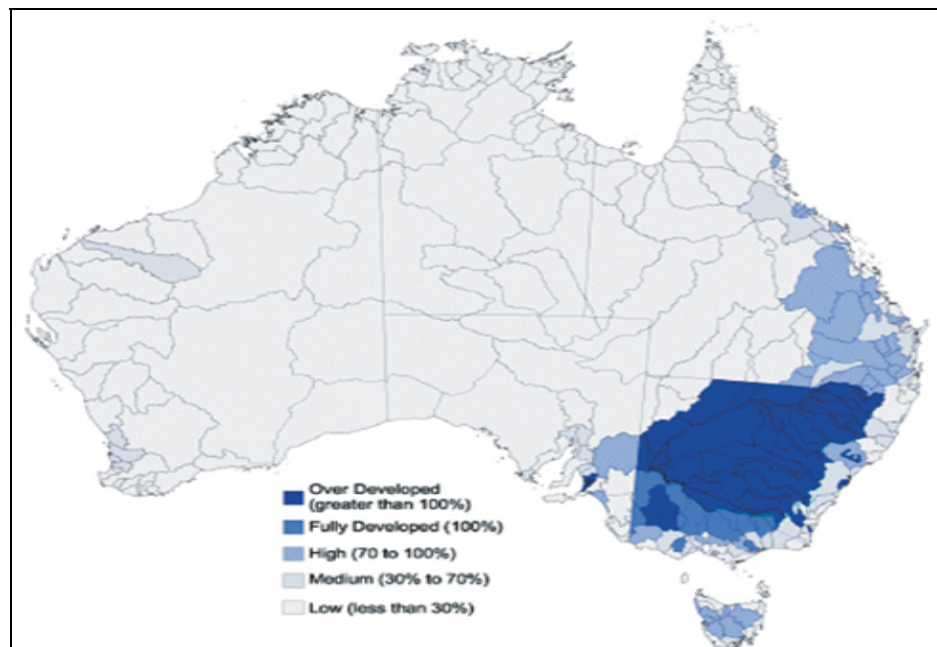 Over Developed
(greater than 100%)
Fully Developed (100%)
High (70 to 100%)
Medium (30% to 70%)
Low (less than 30%)